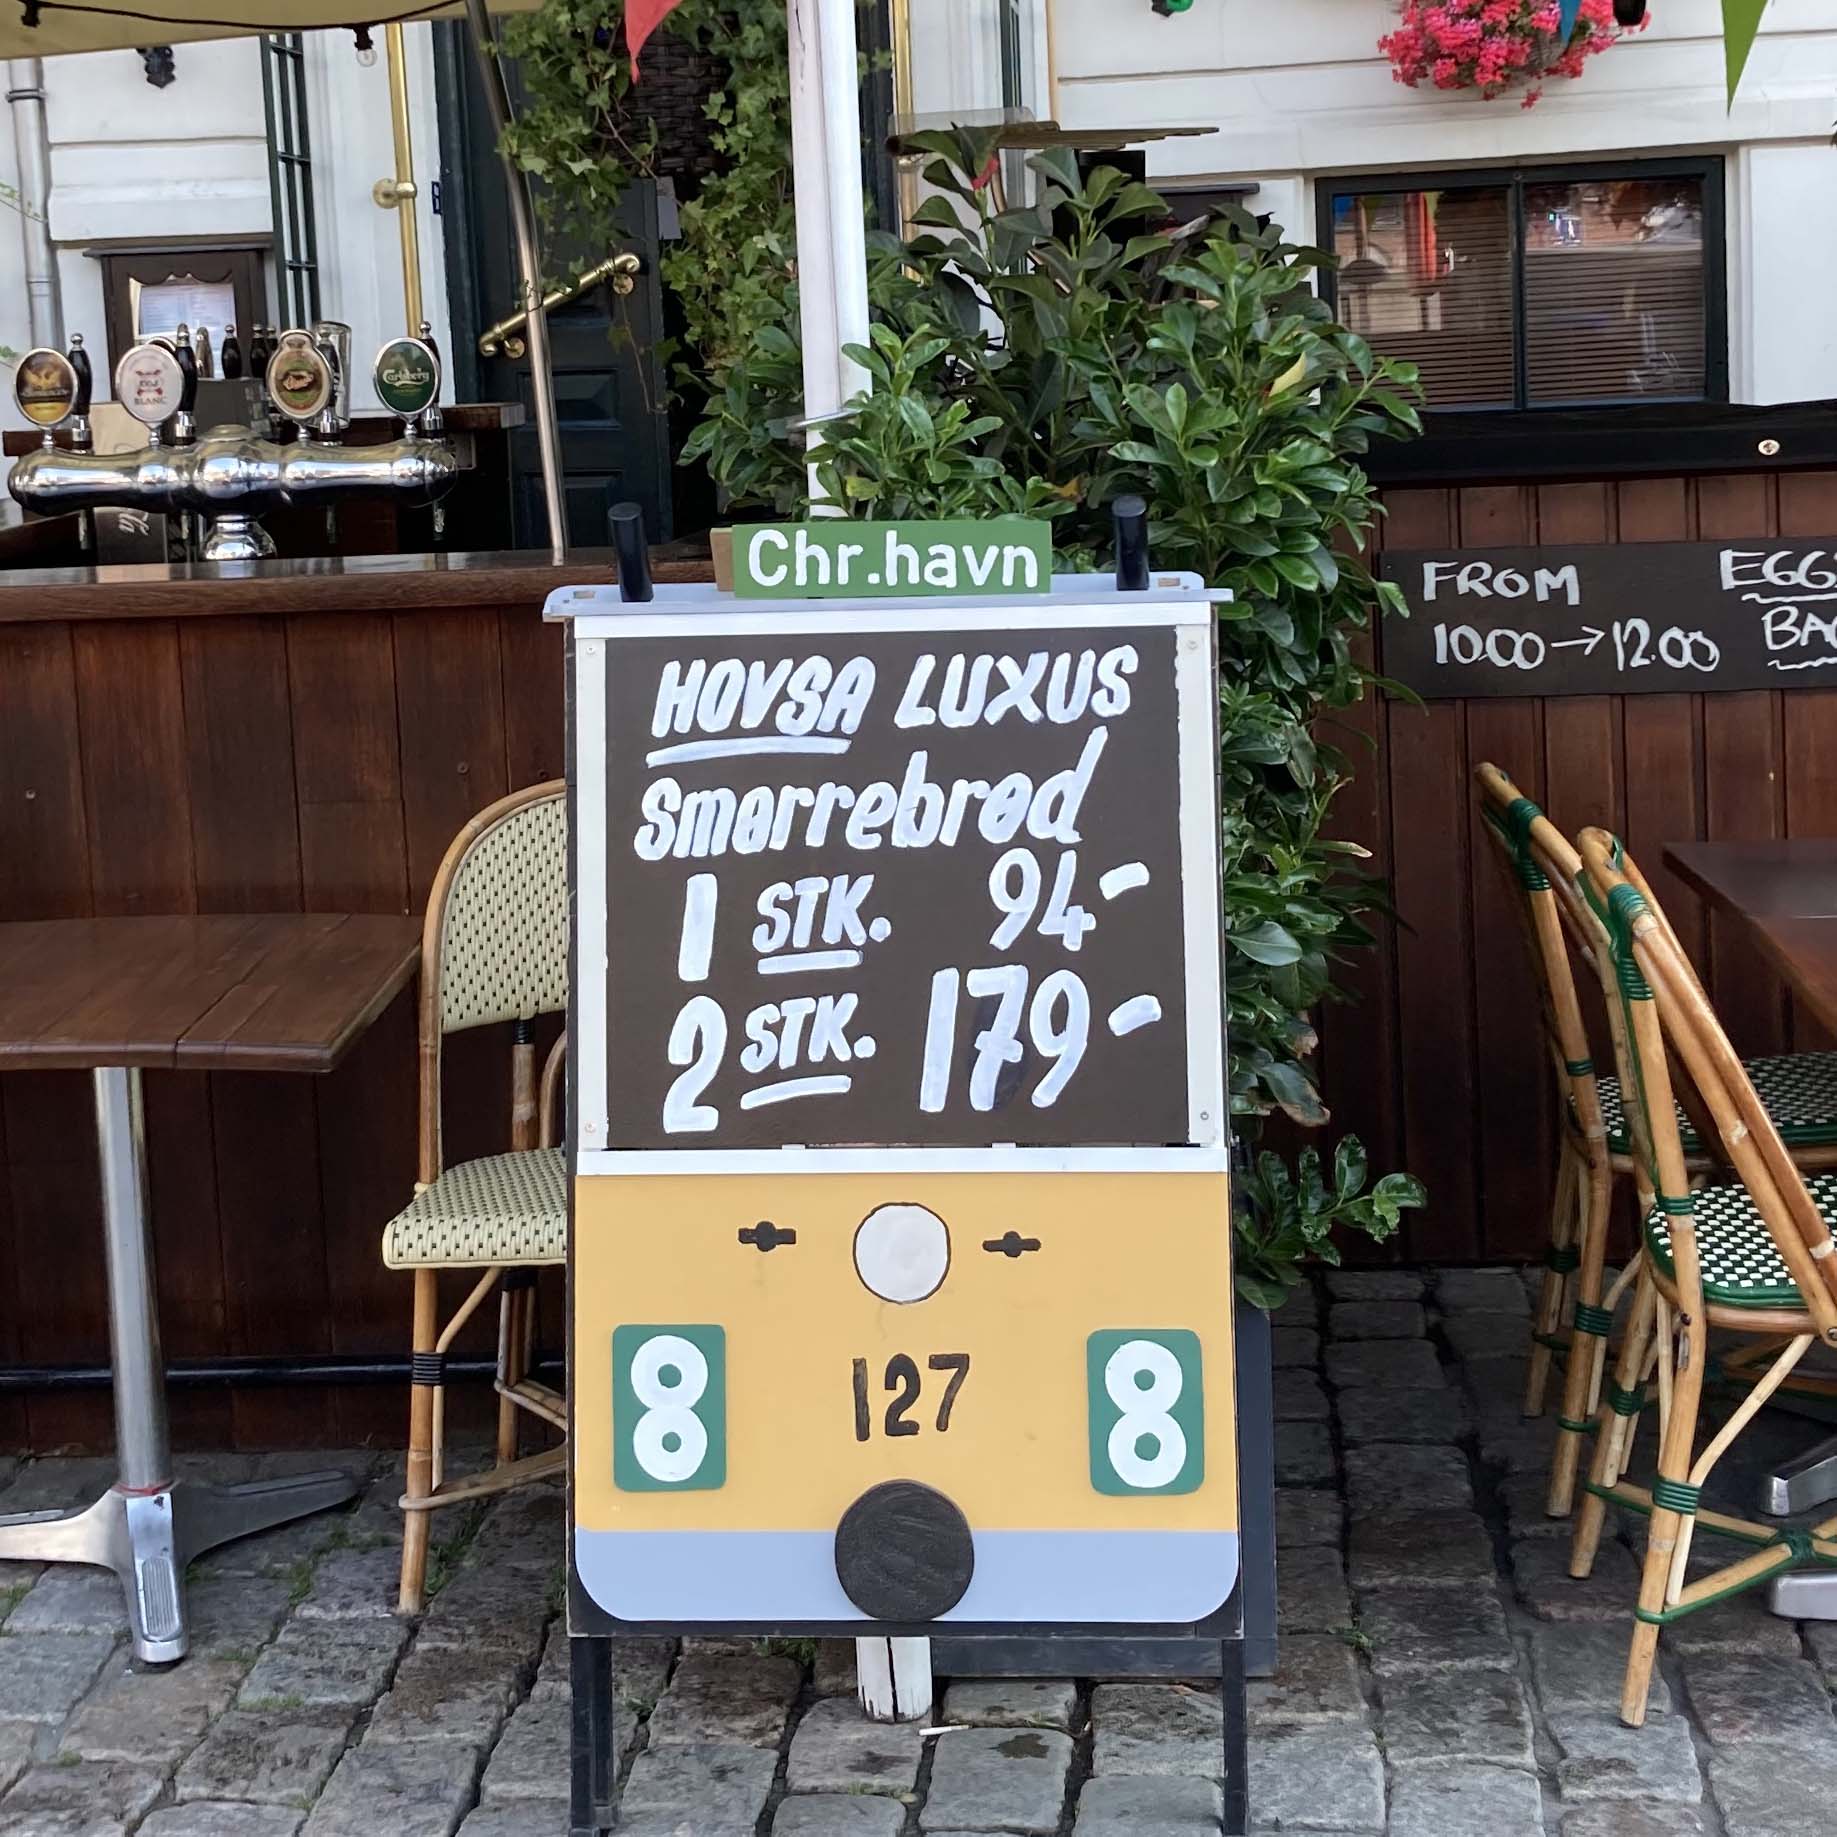 Carlsberg
BLANC
Chr.havn
HOVSA LUXUS
Smørrebrød
1 STK. 94-
2 STK. 179-
8 127 8
FROM
10.00→12.00